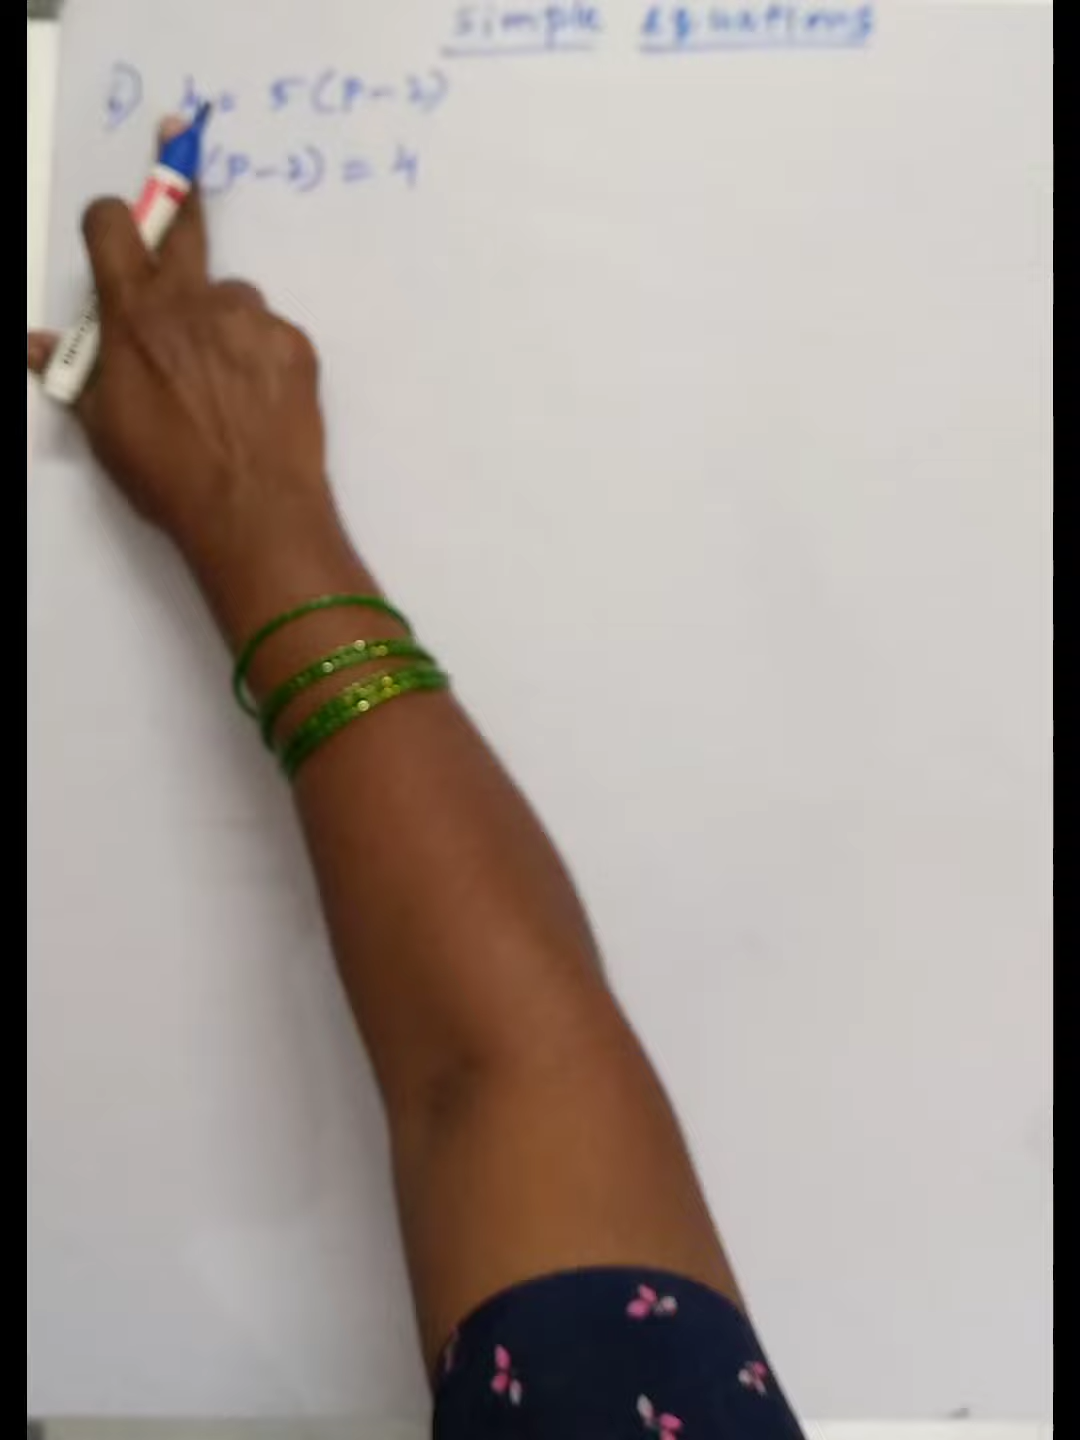 Simple Equations
b) 4 = 5(P-2)
(P-2) = 4